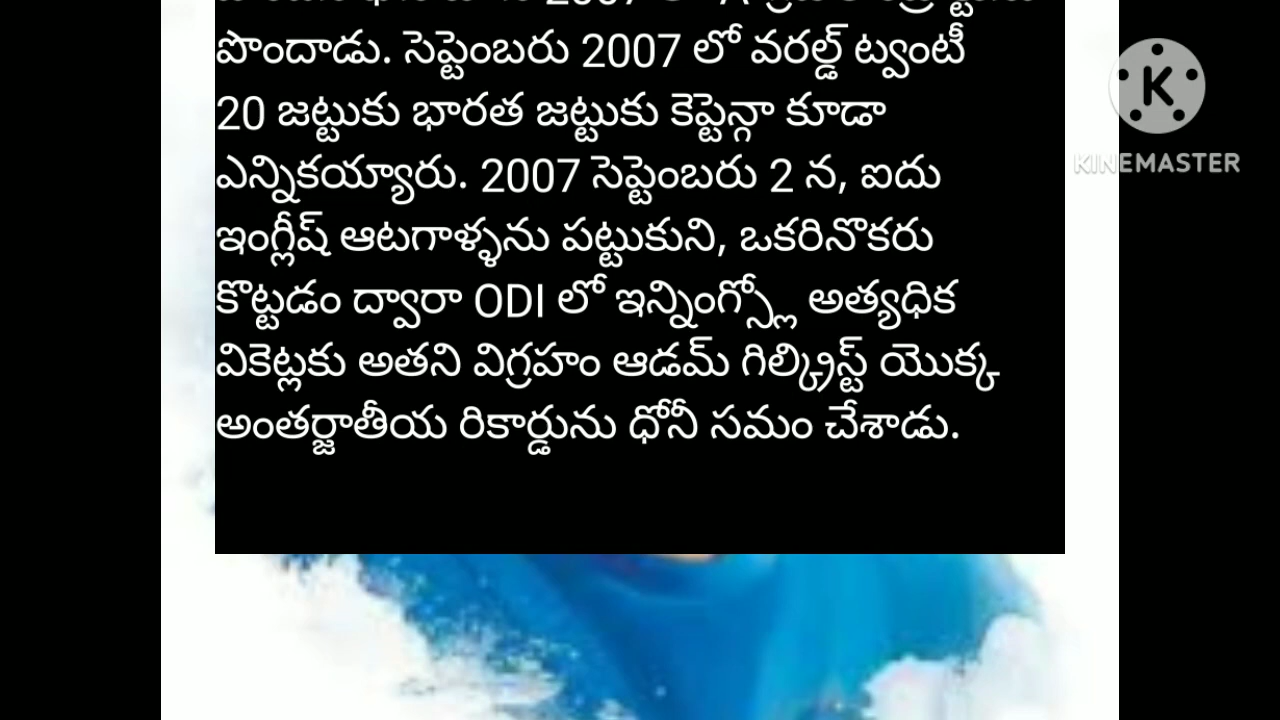 పొందాడు. సెప్టెంబరు 2007 లో వరల్డ్ ట్వంటీ
20 జట్టుకు భారత జట్టుకు కెప్టెన్గా కూడా
ఎన్నికయ్యారు. 2007 సెప్టెంబరు 2 న, ఐదు
ఇంగ్లీష్ ఆటగాళ్ళను పట్టుకుని, ఒకరినొకరు
కొట్టడం ద్వారా ODI లో ఇన్నింగ్స్లో అత్యధిక
వికెట్లకు అతని విగ్రహం ఆడమ్ గిల్క్రిస్ట్ యొక్క
అంతర్జాతీయ రికార్డును ధోనీ సమం చేశాడు.
K
KINEMASTER